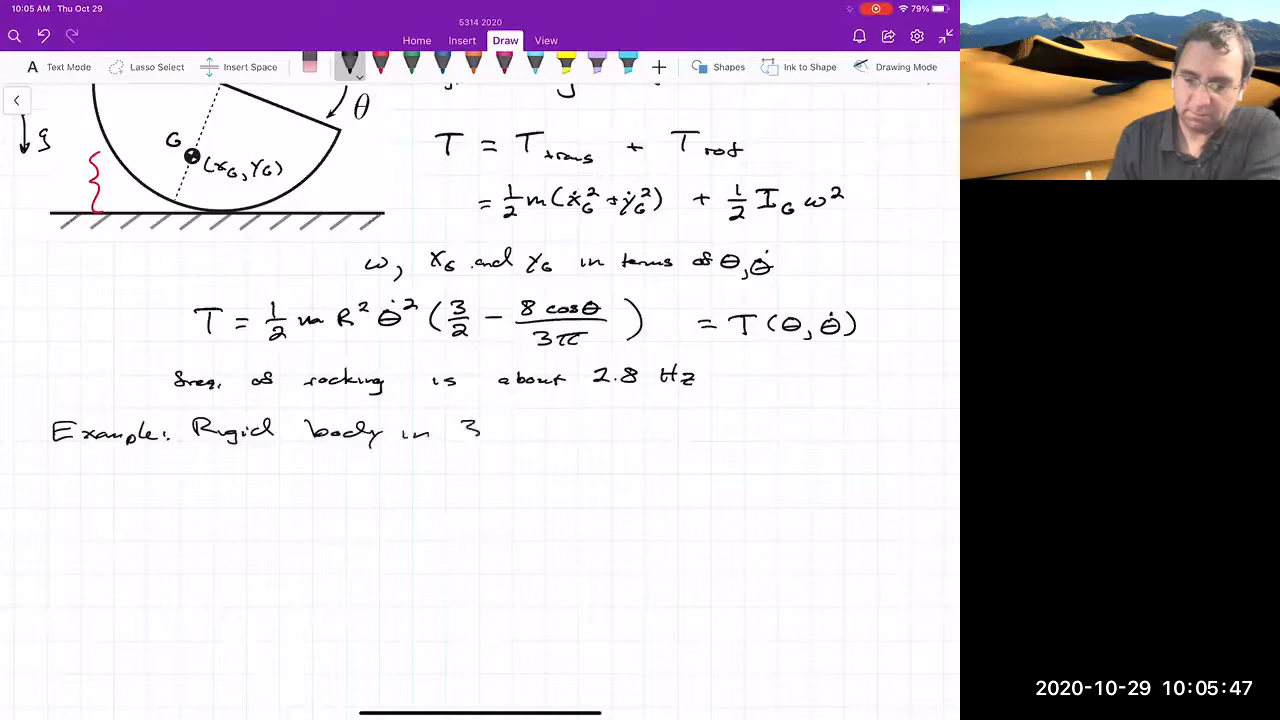 10:05 AM Thu Oct 29
79%
5314 2020
Home Insert Draw View
Text Mode Lasso Select Insert Space Shapes Ink to Shape Drawing Mode
θ
g
G
(x_G, y_G)
T = T_trans + T_rot
= 1/2 m(ẋ_G² + ẏ_G²) + 1/2 I_G ω²
ω, x_G and y_G in terms of θ, θ̇
T = 1/2 m R² θ̇² (3/2 − 8 cosθ/3π) = T(θ, θ̇)
freq. of rocking is about 2.8 Hz
Example: Rigid body in 3
2020-10-29 10:05:47